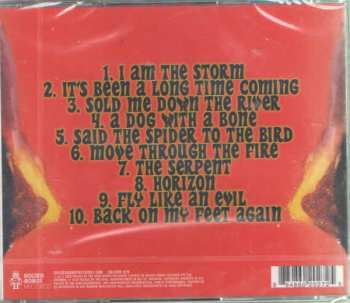 1. I AM THE STORM
2. IT'S BEEN A LONG TIME COMING
3. SOLD ME DOWN THE RIVER
4. A DOG WITH A BONE
5. SAID THE SPIDER TO THE BIRD
6. MOVE THROUGH THE FIRE
7. THE SERPENT
8. HORIZON
9. FLY LIKE AN EVIL
10. BACK ON MY FEET AGAIN
GOLDEN
ROBOT